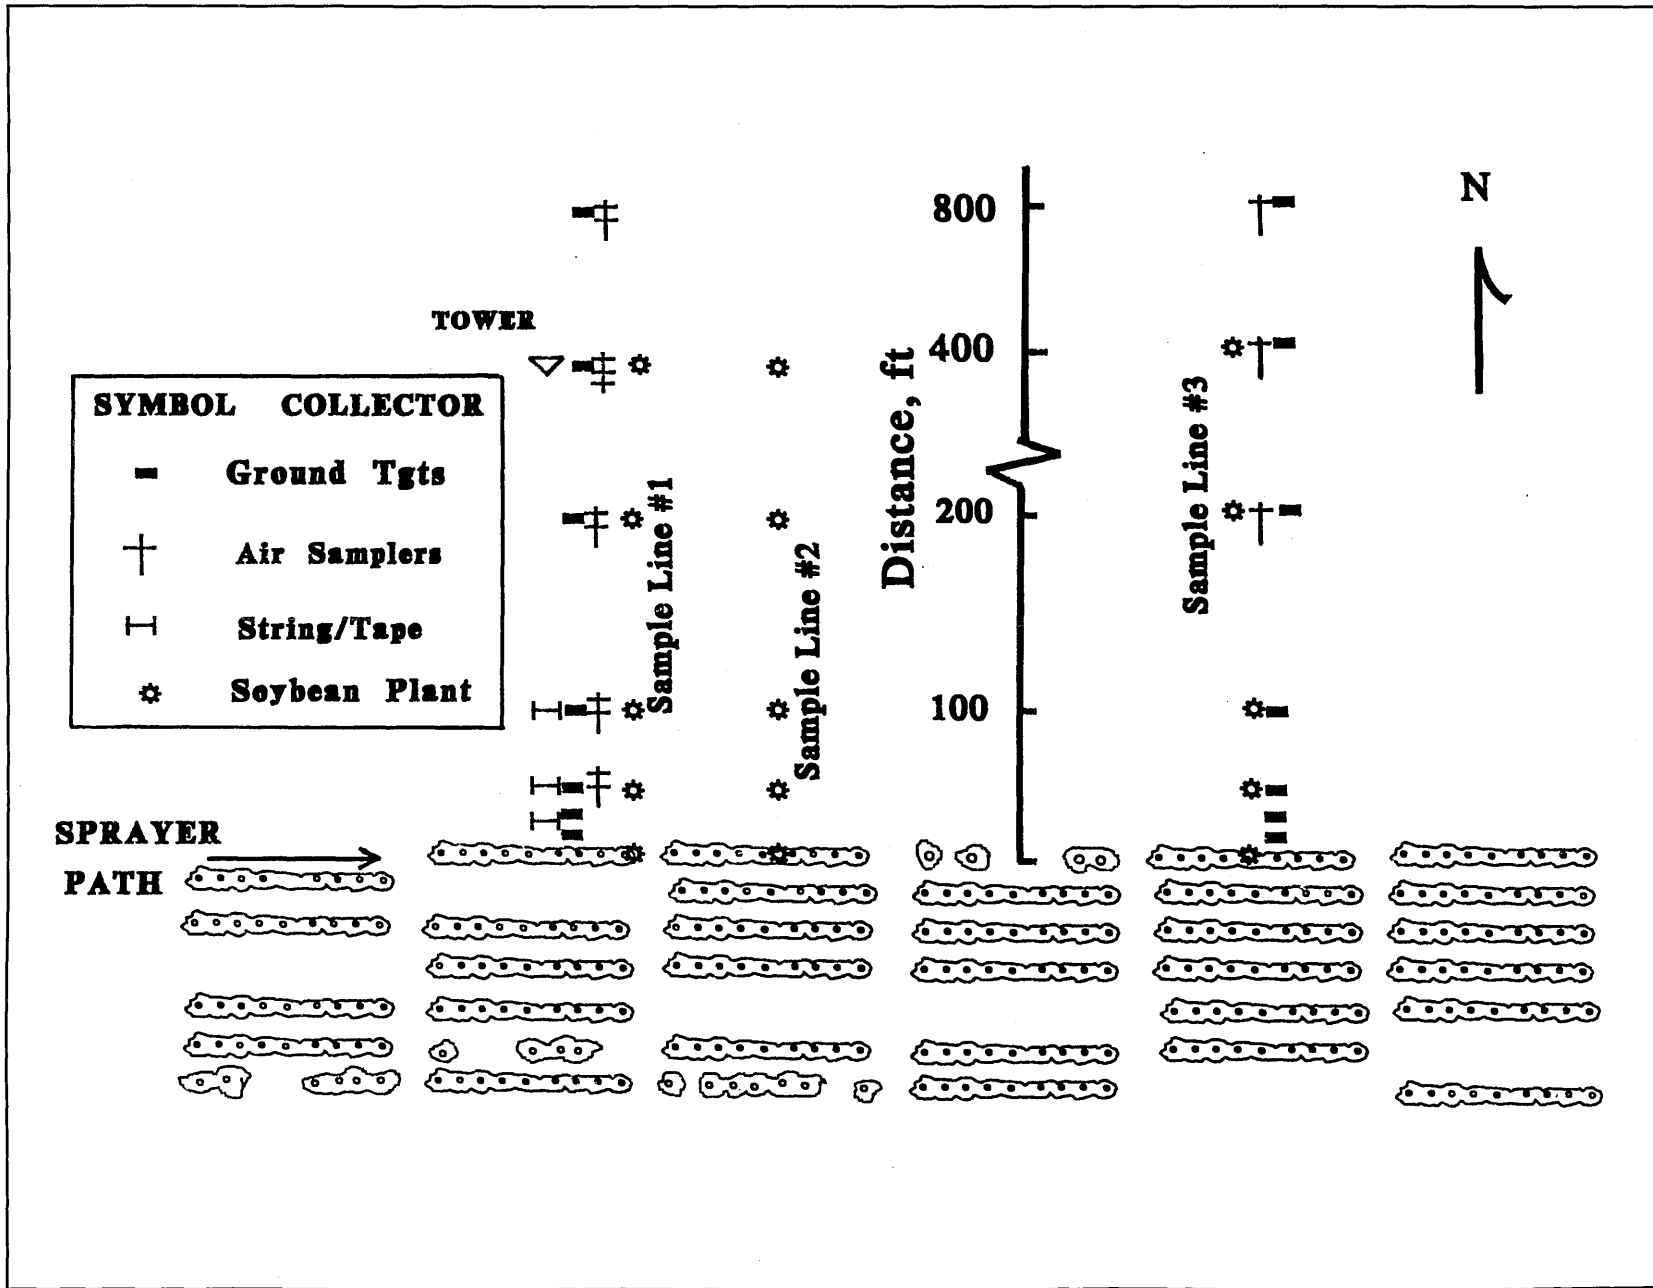 N
800
TOWER
400
Distance, ft
SYMBOL COLLECTOR
Ground Tgts
Air Samplers
String/Tape
Soybean Plant
Sample Line #1
Sample Line #2
Sample Line #3
200
100
SPRAYER
PATH